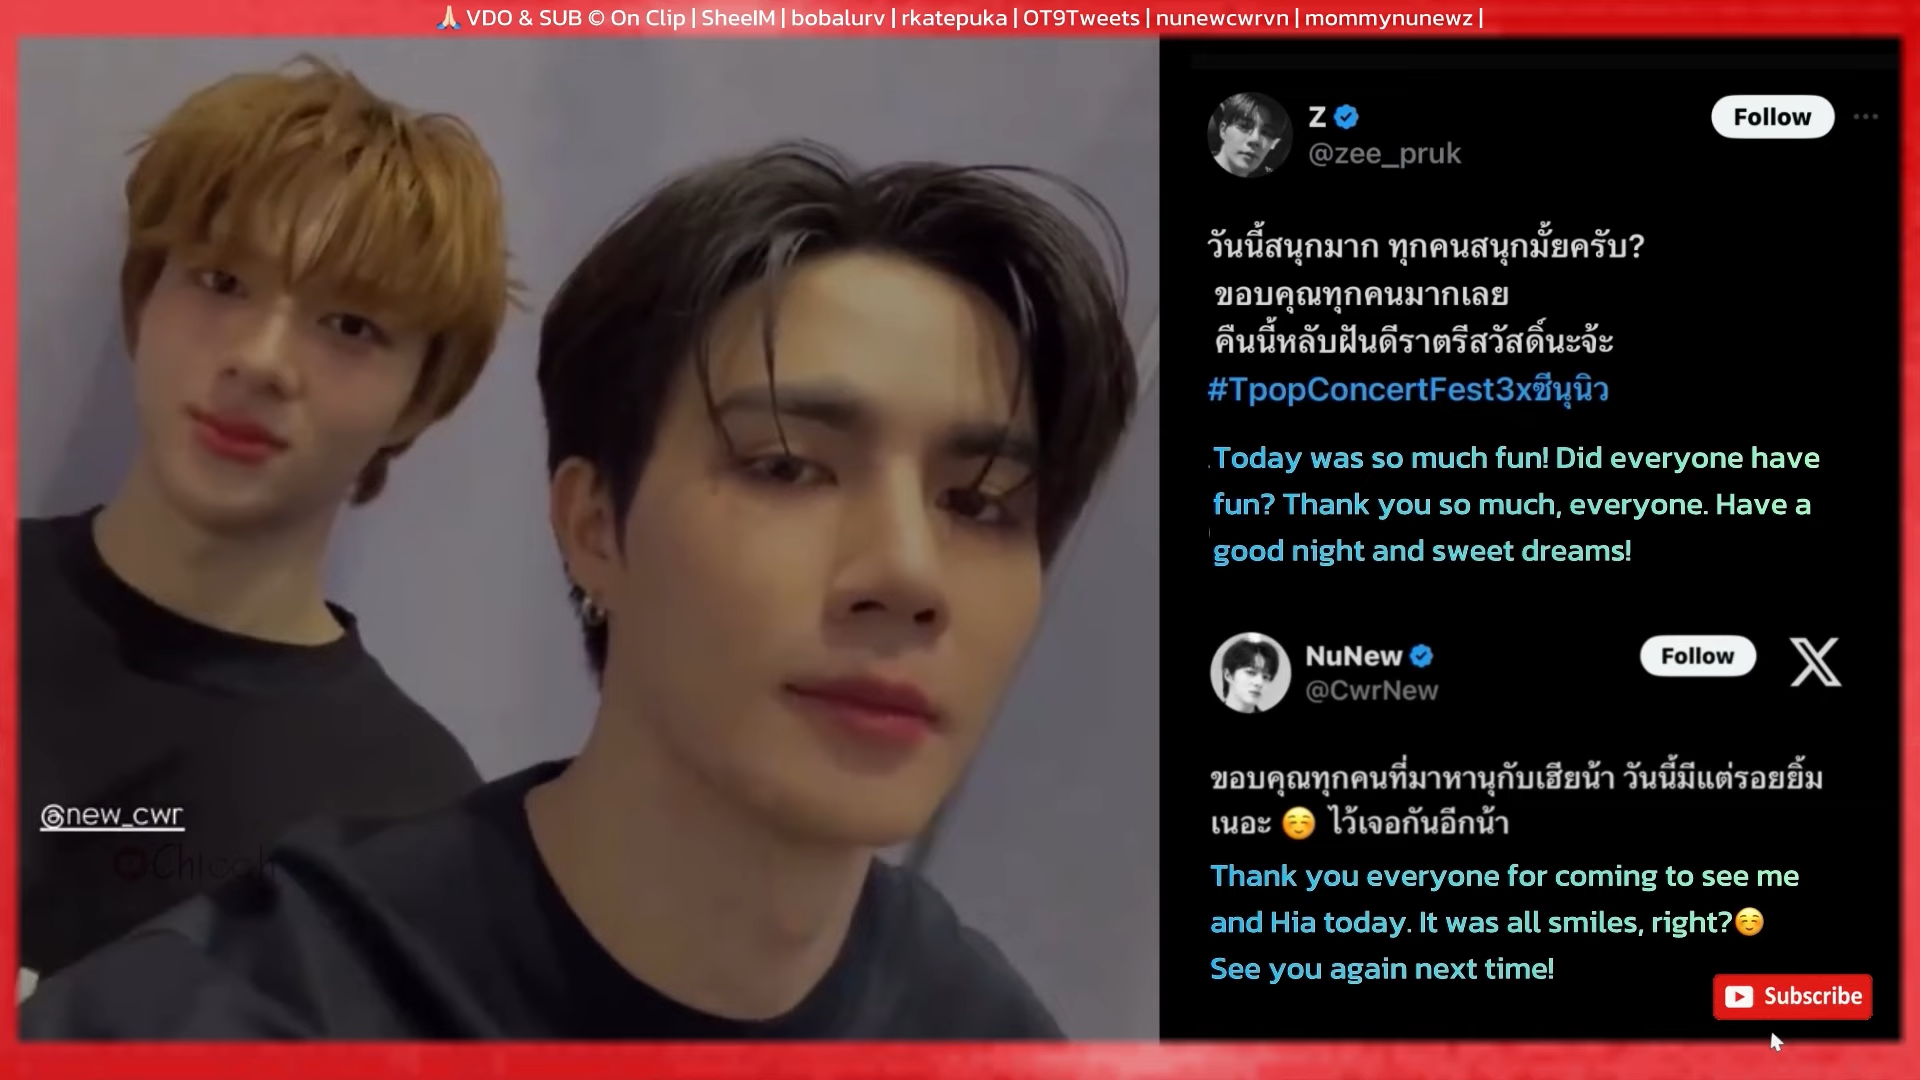 🙏🏻 VDO & SUB © On Clip | SheelM | bobalurv | rkatepuka | OT9Tweets | nunewcwrvn | mommynunewz |
Z
Follow
@zee_pruk
วันนี้สนุกมาก ทุกคนสนุกมั้ยครับ?
ขอบคุณทุกคนมากเลย
คืนนี้หลับฝันดีราตรีสวัสดิ์นะจ้ะ
#TpopConcertFest3xซีนุนิว
Today was so much fun! Did everyone have
fun? Thank you so much, everyone. Have a
good night and sweet dreams!
NuNew
Follow
@CwrNew
ขอบคุณทุกคนที่มาหานุกับเฮียน้า วันนี้มีแต่รอยยิ้ม
เนอะ ☺️ ไว้เจอกันอีกน้า
Thank you everyone for coming to see me
and Hia today. It was all smiles, right?☺️
See you again next time!
Subscribe
@new_cwr